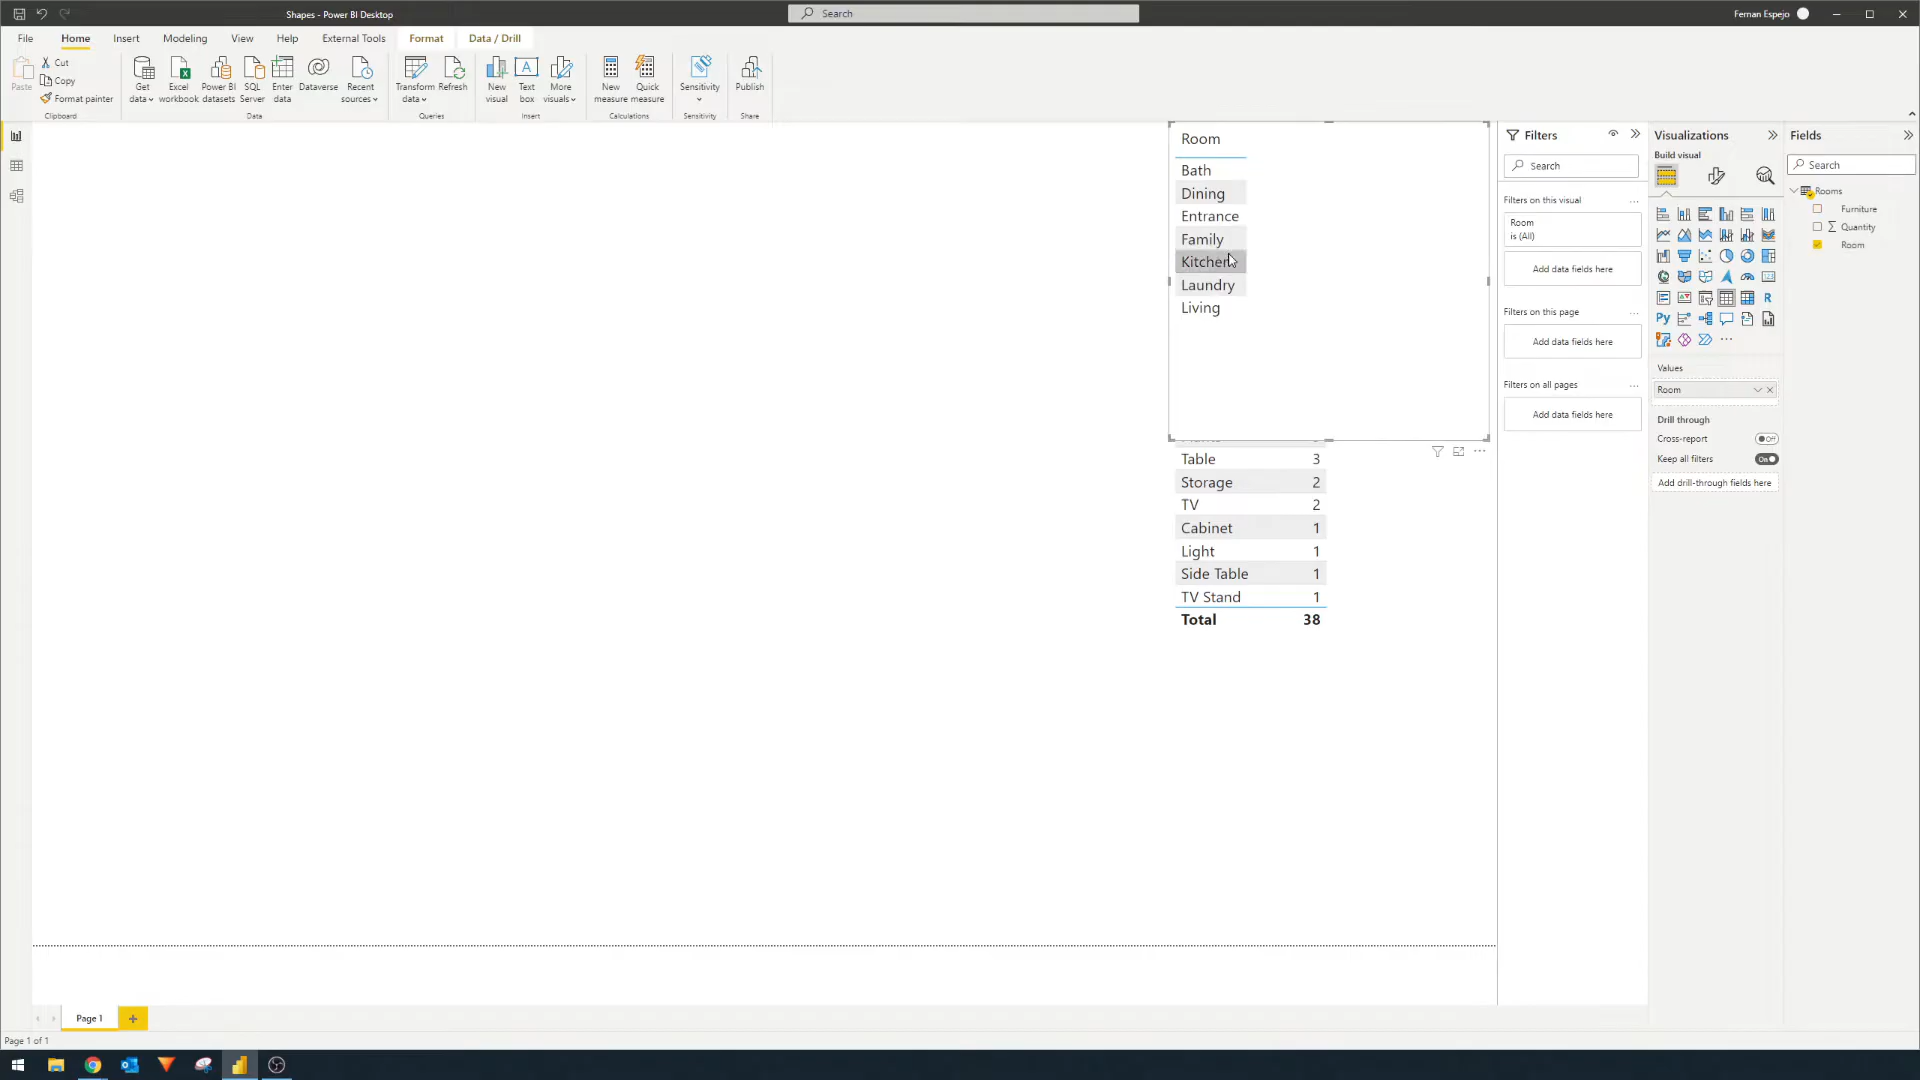 Shapes - Power BI Desktop
Search
Fernan Espejo
File Home Insert Modeling View Help External Tools Format Data / Drill
Paste
Cut
Copy
Format painter
Clipboard
Get data
Excel workbook
Power BI datasets
SQL Server
Enter data
Dataverse
Recent sources
Data
Transform data
Refresh
Queries
New visual
Text box
More visuals
Insert
New measure
Quick measure
Calculations
Sensitivity
Sensitivity
Publish
Share
Room
Bath
Dining
Entrance
Family
Kitchen
Laundry
Living
Table 3
Storage 2
TV 2
Cabinet 1
Light 1
Side Table 1
TV Stand 1
Total 38
Filters
Search
Filters on this visual
Room
is (All)
Add data fields here
Filters on this page
Add data fields here
Filters on all pages
Add data fields here
Visualizations
Build visual
R
Py
123
Values
Room
Drill through
Cross-report Off
Keep all filters On
Add drill-through fields here
Fields
Search
Rooms
Furniture
Quantity
Room
Page 1
Page 1 of 1